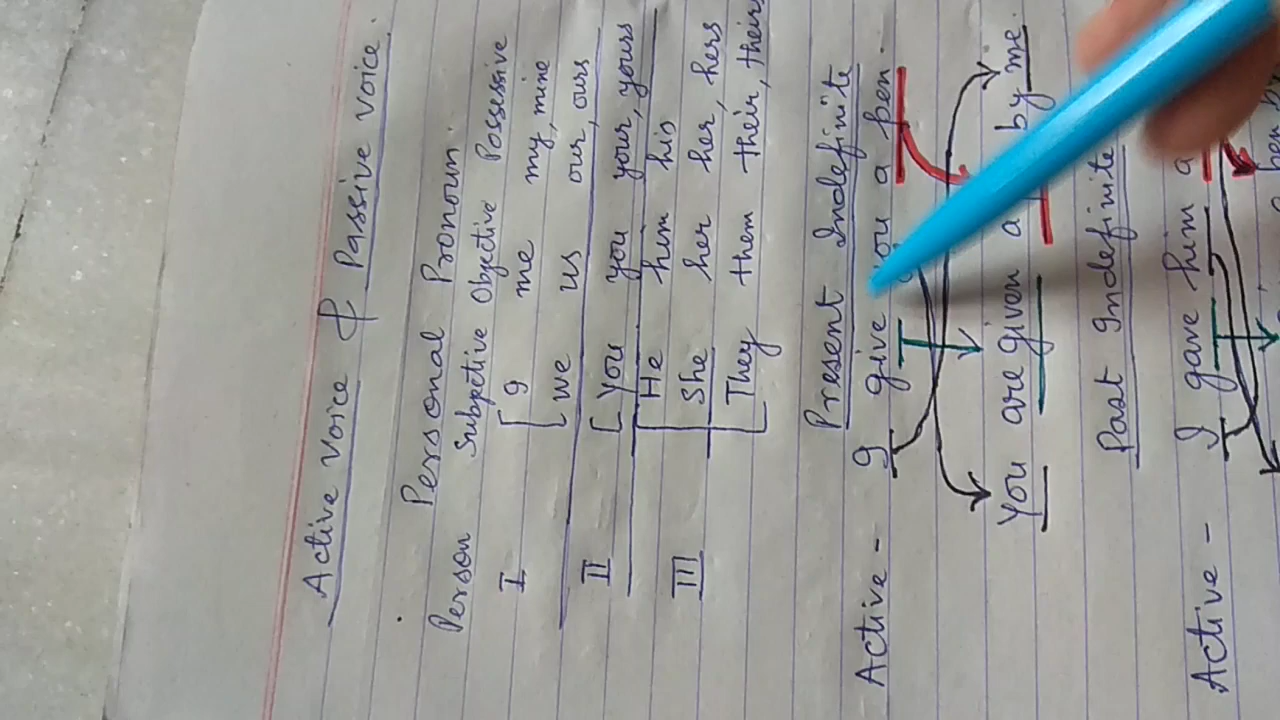 Active Voice & Passive Voice.
Personal Pronoun.
Person Subjective Objective Possessive
I [ I me my, mine
[ We us our, ours
II [ You you your, yours
III [ He him his
She her her, hers
[ They them their, theirs
Present Indefinite
Active - I give you a pen.
You are given a by me.
Past Indefinite
Active - I gave him a